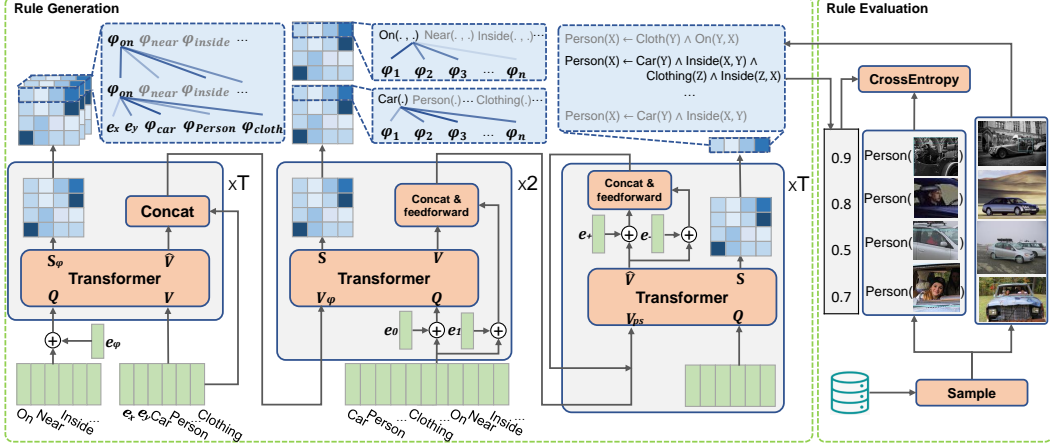 Rule Generation
Rule Evaluation
φon φnear φinside ...
φon φnear φinside ...
ex ey φcar φPerson φcloth
On(. , .) Near(. , .) Inside(. , .)...
φ1 φ2 φ3 ... φn
Car(.) Person(.)... Clothing(.)...
φ1 φ2 φ3 ... φn
Person(X) ← Cloth(Y) ∧ On(Y, X)
Person(X) ← Car(Y) ∧ Inside(X, Y) ∧
Clothing(Z) ∧ Inside(Z, X)
...
Person(X) ← Car(Y) ∧ Inside(X, Y)
xT
Concat
Sφ V̂
Transformer
Q V
eφ
On Near Inside...
ex ey Car Person Clothing
x2
Concat &
feedforward
S V
Transformer
Vφ Q
e0 e1
Car Person ... Clothing ... On Near Inside...
xT
Concat &
feedforward
e+ e-
V̂ S
Transformer
Vps Q
CrossEntropy
0.9 Person( )
0.8 Person( )
0.5 Person( )
0.7 Person( )
Sample